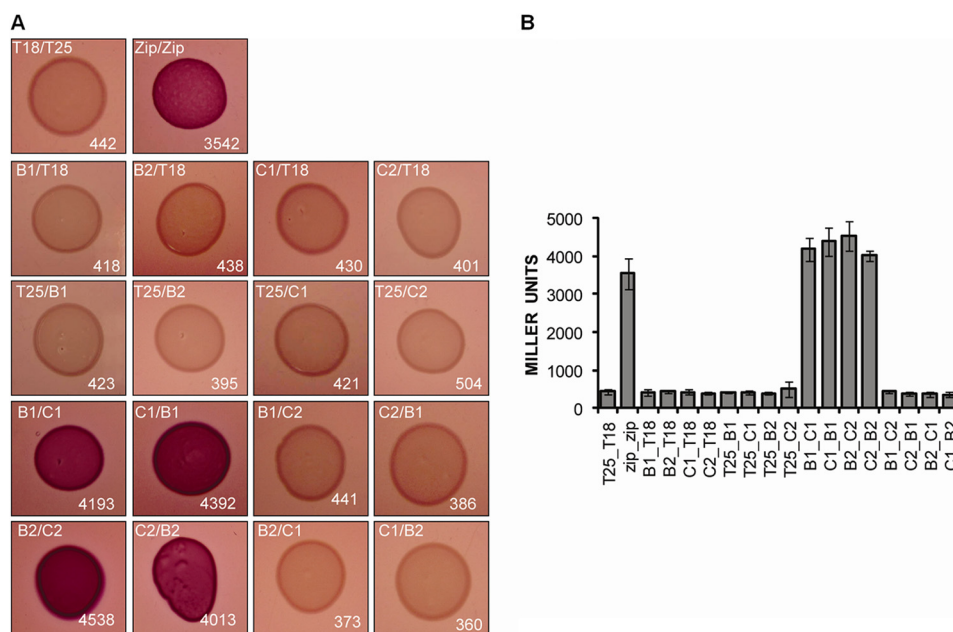 A
B
T18/T25
442
Zip/Zip
3542
B1/T18
418
B2/T18
438
C1/T18
430
C2/T18
401
T25/B1
423
T25/B2
395
T25/C1
421
T25/C2
504
B1/C1
4193
C1/B1
4392
B1/C2
441
C2/B1
386
B2/C2
4538
C2/B2
4013
B2/C1
373
C1/B2
360
MILLER UNITS
5000
4000
3000
2000
1000
0
T25_T18
zip_zip
B1_T18
B2_T18
C1_T18
C2_T18
T25_B1
T25_C1
T25_B2
T25_C2
B1_C1
C1_B1
B2_C2
C2_B2
B1_C2
C2_B1
B2_C1
C1_B2